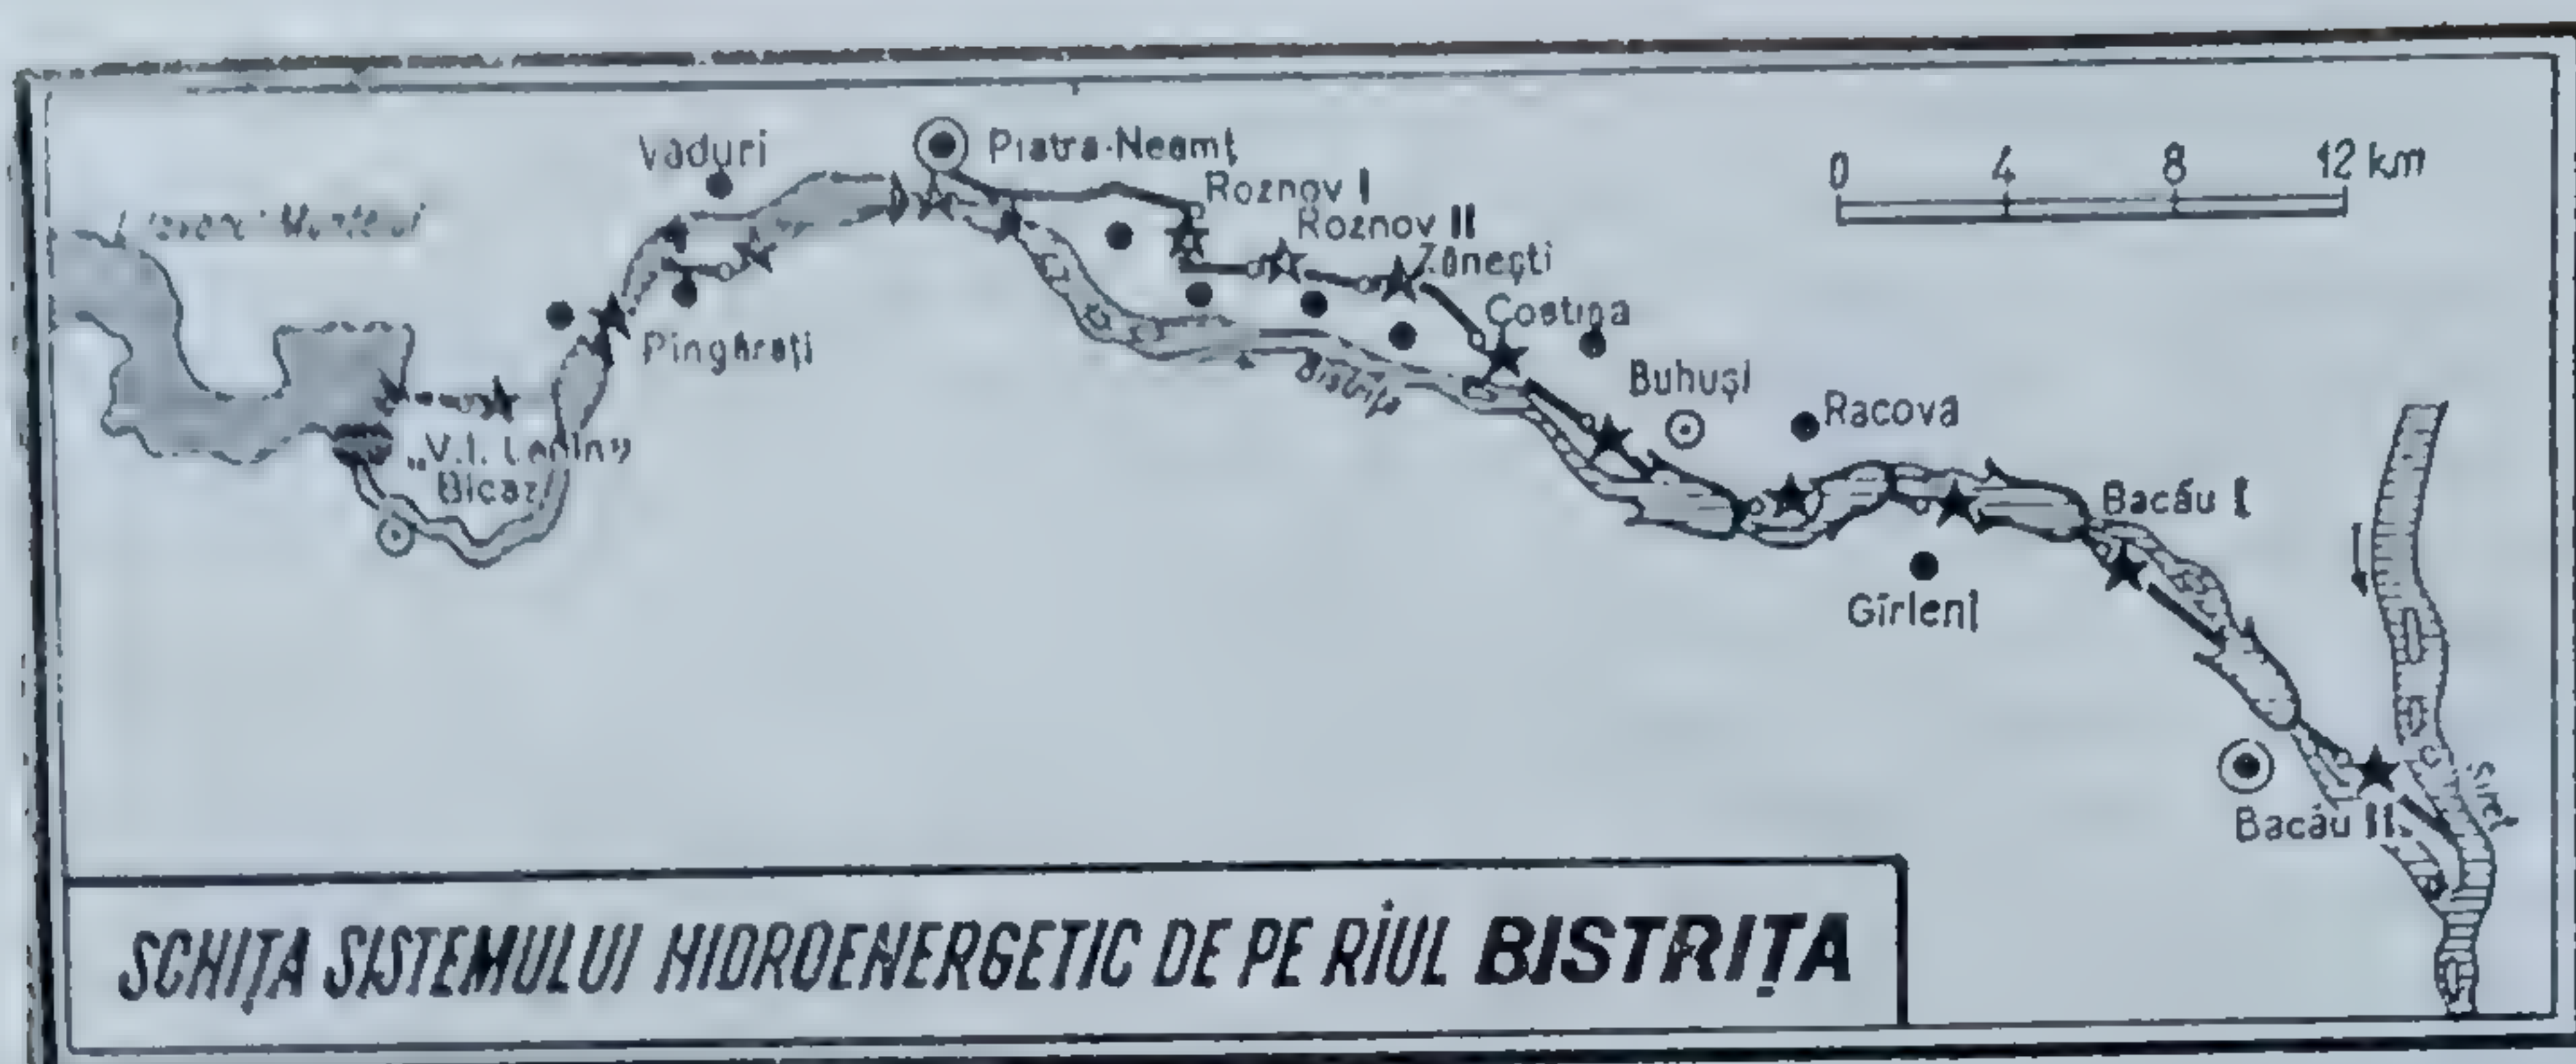 Vaduri
Piatra-Neamț
Roznov I
Roznov II
Zănești
Costișa
0 4 8 12 km
Pîngărați
Buhuși
Racova
"V.I. Lenin"
Bicaz
Bistrița
Bacău I
Gîrleni
Siret
Bacău II
SCHIȚA SISTEMULUI HIDROENERGETIC DE PE RÎUL BISTRIȚA